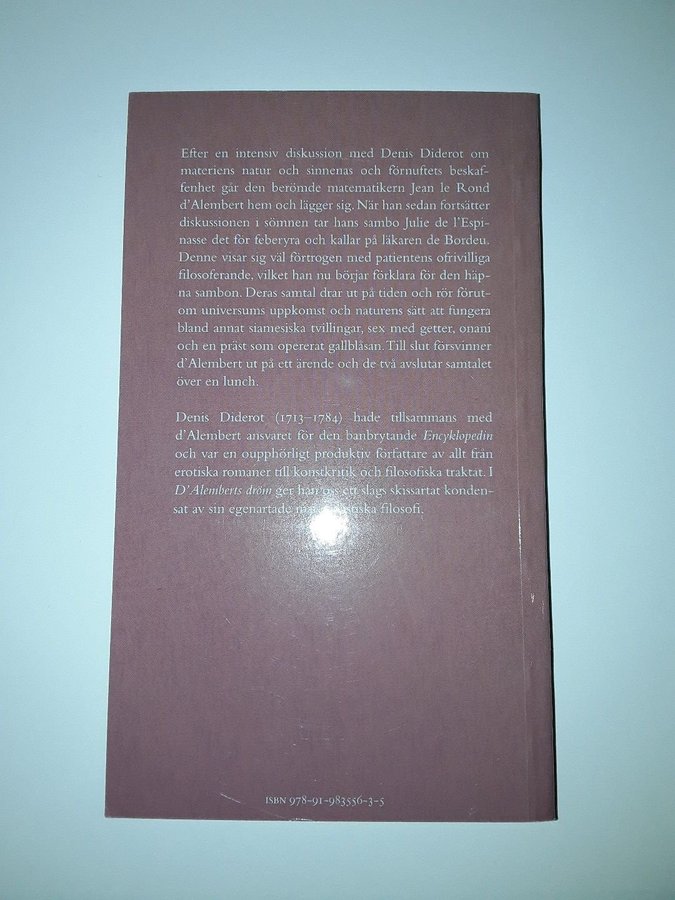 Efter en intensiv diskussion med Denis Diderot om
materiens natur och sinnenas och förnuftets beskaf-
fenhet går den berömde matematikern Jean le Rond
d'Alembert hem och lägger sig. När han sedan fortsätter
diskussionen i sömnen tar hans sambo Julie de l'Espi-
nasse det för feberyra och kallar på läkaren de Bordeu.
Denne visar sig väl förtrogen med patientens ofrivilliga
filosoferande, vilket han nu börjar förklara för den häp-
na sambon. Deras samtal drar ut på tiden och rör förut-
om universums uppkomst och naturens sätt att fungera
bland annat siamesiska tvillingar, sex med getter, onani
och en präst som opererat gallblåsan. Till slut försvinner
d'Alembert ut på ett ärende och de två avslutar samtalet
över en lunch.
Denis Diderot (1713–1784) hade tillsammans med
d'Alembert ansvaret för den banbrytande Encyklopedin
och var en oupphörligt produktiv författare av allt från
erotiska romaner till konstkritik och filosofiska traktat. I
D'Alemberts dröm ger han oss ett slags skissartat konden-
sat av sin egenartade filosofi.
ISBN 978-91-983556-3-5